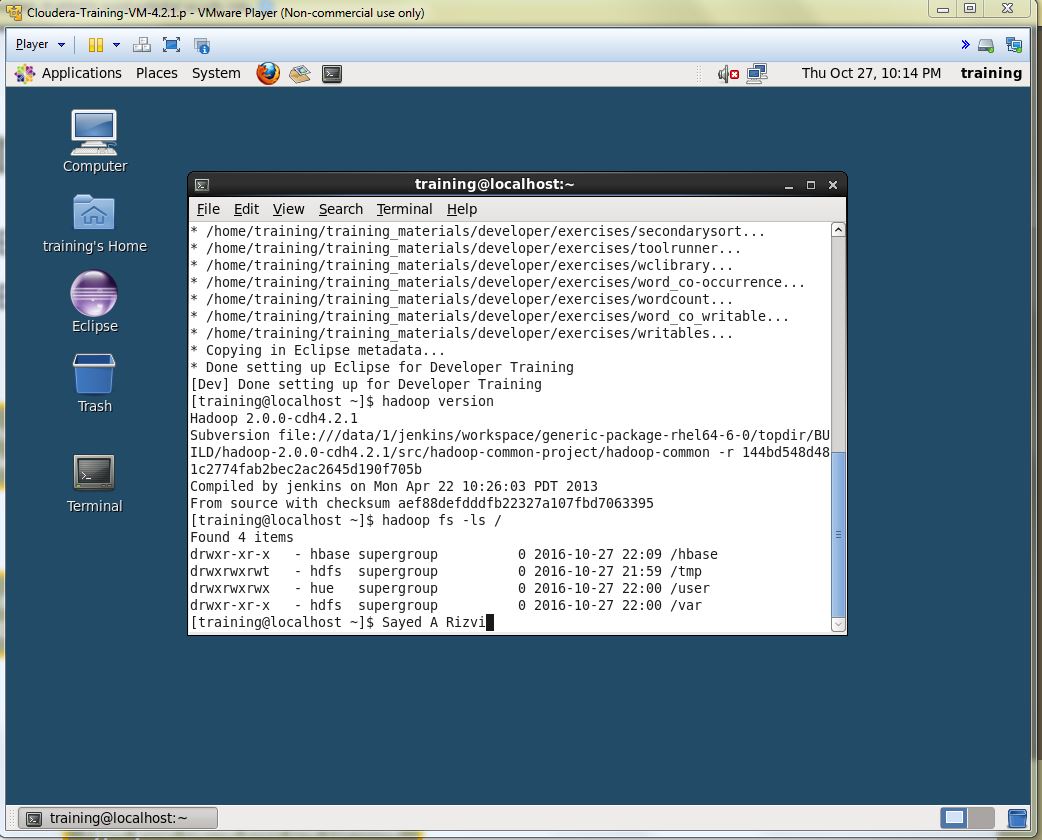 Cloudera-Training-VM-4.2.1.p - VMware Player (Non-commercial use only)
Player
Applications Places System Thu Oct 27, 10:14 PM training
Computer
training's Home
Eclipse
Trash
Terminal
training@localhost:~
File Edit View Search Terminal Help
* /home/training/training_materials/developer/exercises/secondarysort...
* /home/training/training_materials/developer/exercises/toolrunner...
* /home/training/training_materials/developer/exercises/wclibrary...
* /home/training/training_materials/developer/exercises/word_co-occurrence...
* /home/training/training_materials/developer/exercises/wordcount...
* /home/training/training_materials/developer/exercises/word_co_writable...
* /home/training/training_materials/developer/exercises/writables...
* Copying in Eclipse metadata...
* Done setting up Eclipse for Developer Training
[Dev] Done setting up for Developer Training
[training@localhost ~]$ hadoop version
Hadoop 2.0.0-cdh4.2.1
Subversion file:///data/1/jenkins/workspace/generic-package-rhel64-6-0/topdir/BU
ILD/hadoop-2.0.0-cdh4.2.1/src/hadoop-common-project/hadoop-common -r 144bd548d48
1c2774fab2bec2ac2645d190f705b
Compiled by jenkins on Mon Apr 22 10:26:03 PDT 2013
From source with checksum aef88defdddfb22327a107fbd7063395
[training@localhost ~]$ hadoop fs -ls /
Found 4 items
drwxr-xr-x   - hbase supergroup          0 2016-10-27 22:09 /hbase
drwxrwxrwt   - hdfs  supergroup          0 2016-10-27 21:59 /tmp
drwxrwxrwx   - hue   supergroup          0 2016-10-27 22:00 /user
drwxr-xr-x   - hdfs  supergroup          0 2016-10-27 22:00 /var
[training@localhost ~]$ Sayed A Rizvi
training@localhost:~